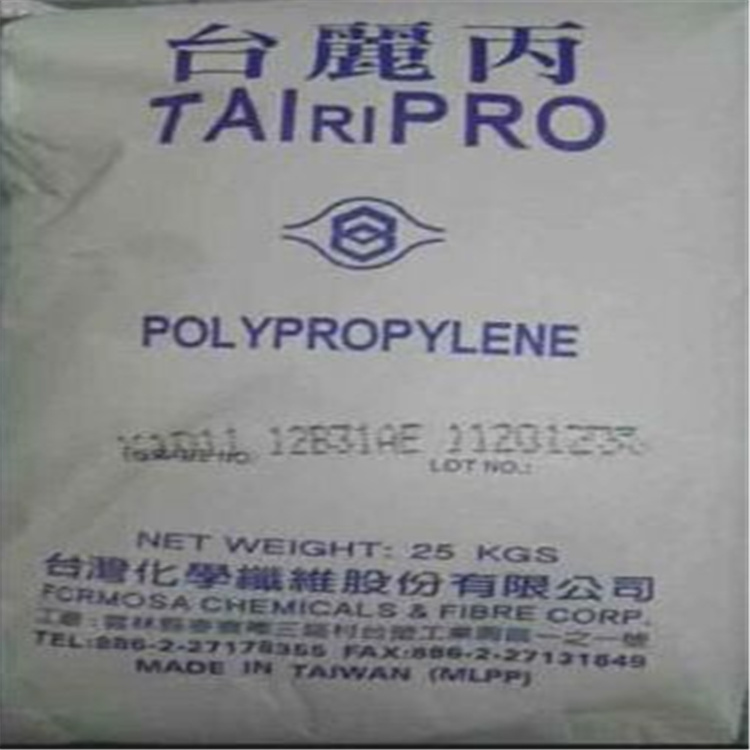 台麗丙
TAIRIPRO
POLYPROPYLENE
12B31AE
LOT NO.:
NET WEIGHT: 25 KGS
台灣化學纖維股份有限公司
FORMOSA CHEMICALS & FIBRE CORP.
TEL:886-2-27178355 FAX:886-2-27131649
MADE IN TAIWAN (MLPP)